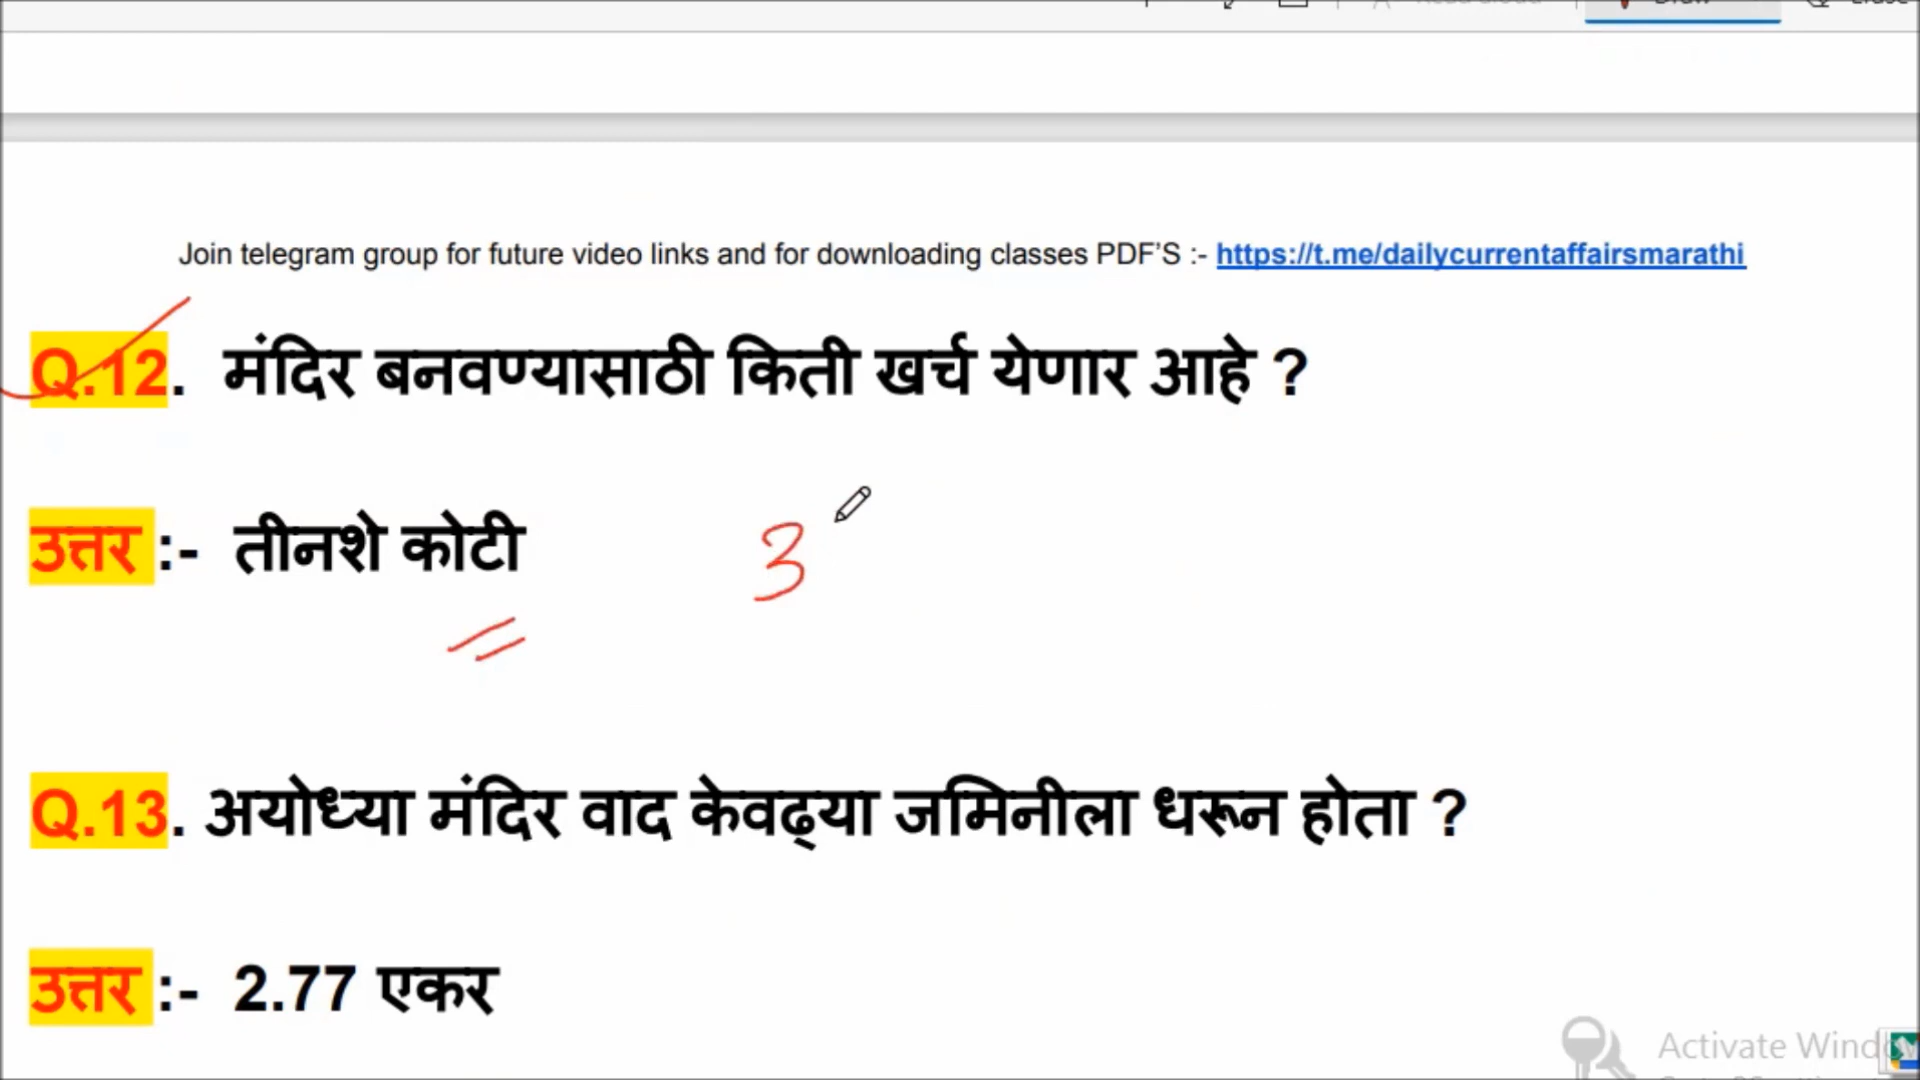 Join telegram group for future video links and for downloading classes PDF’S :- https://t.me/dailycurrentaffairsmarathi
Q.12. मंदिर बनवण्यासाठी किती खर्च येणार आहे ?
उत्तर :- तीनशे कोटी
3
Q.13. अयोध्या मंदिर वाद केवढ्या जमिनीला धरून होता ?
उत्तर :- 2.77 एकर
Activate Windo